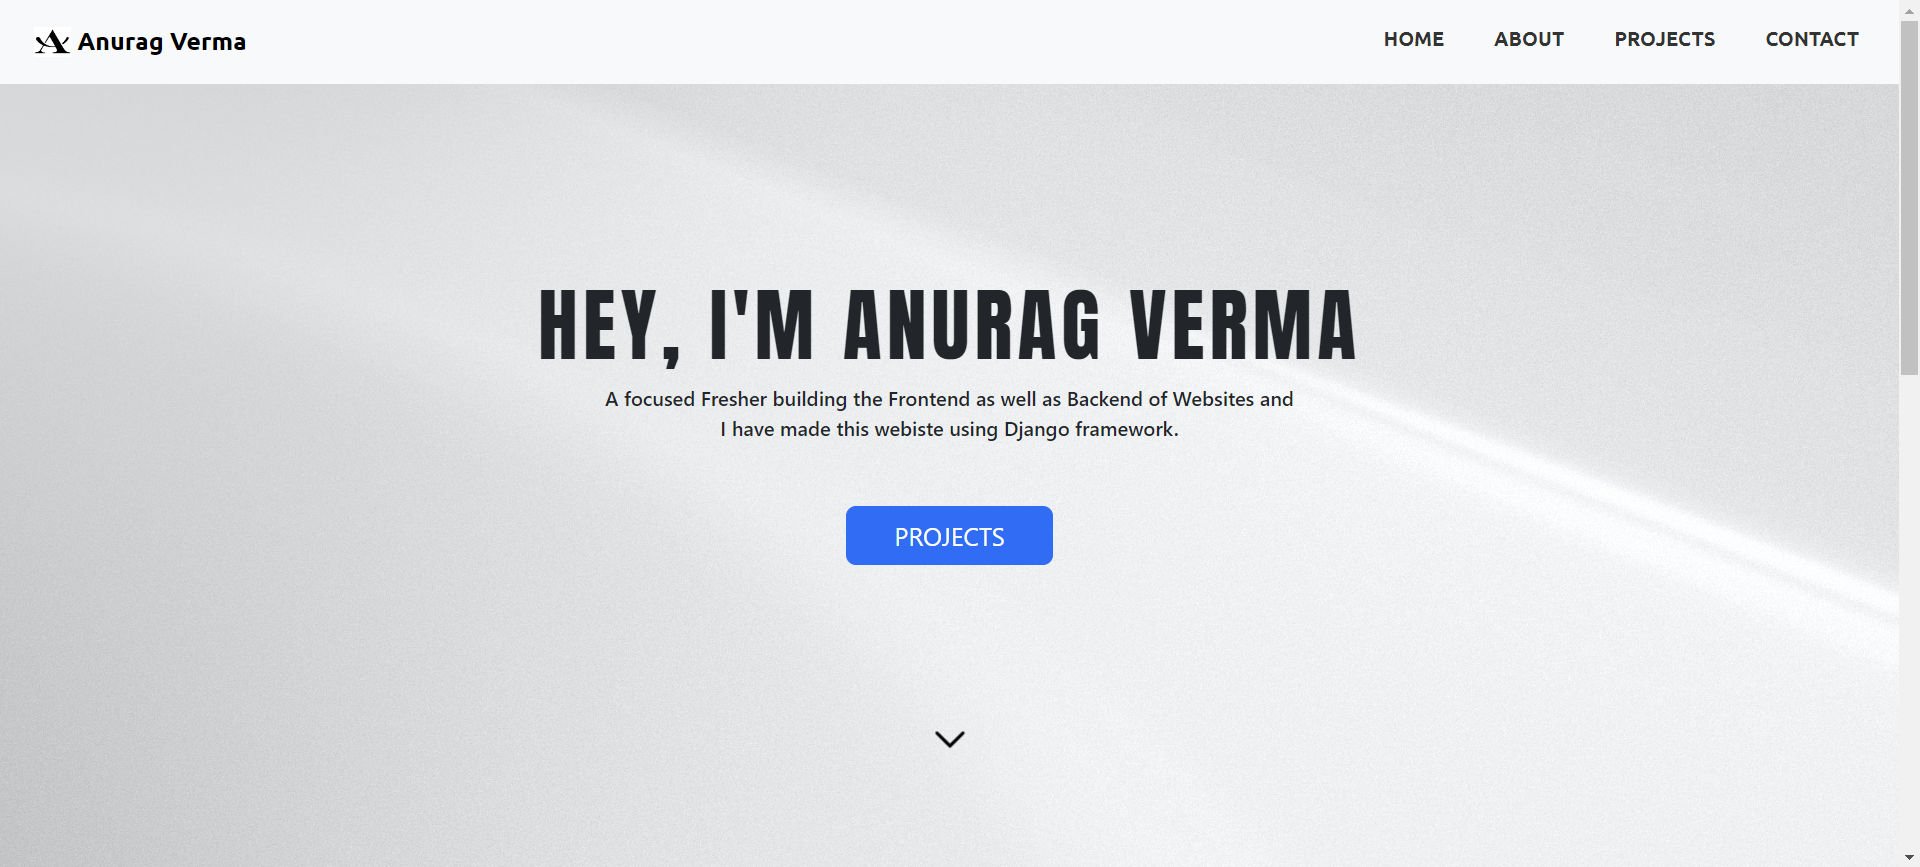 Anurag Verma
HOME ABOUT PROJECTS CONTACT
HEY, I'M ANURAG VERMA
A focused Fresher building the Frontend as well as Backend of Websites and
I have made this webiste using Django framework.
PROJECTS